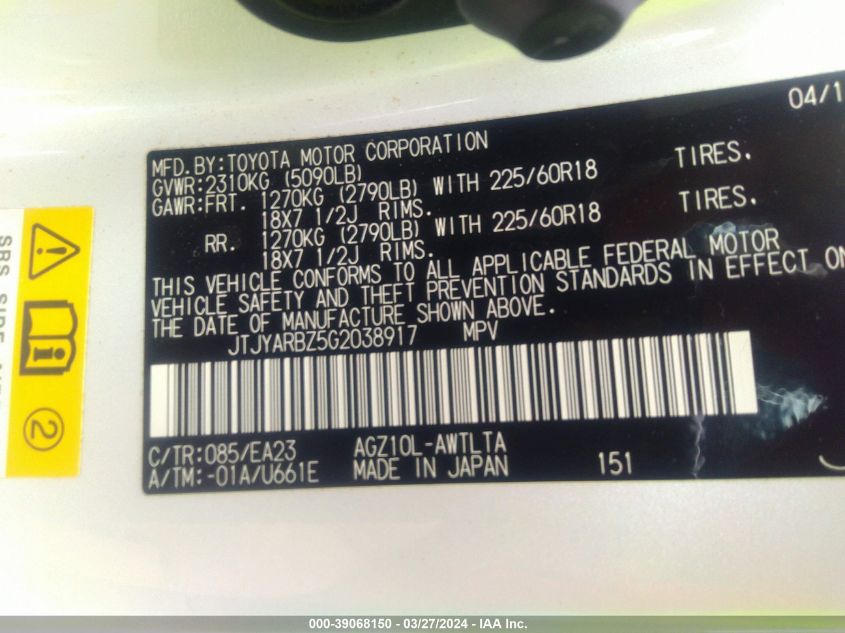 04/1
MFD.BY:TOYOTA MOTOR CORPORATION
GVWR:2310KG (5090LB)
GAWR:FRT. 1270KG (2790LB) WITH 225/60R18 TIRES.
18X7 1/2J RIMS.
RR. 1270KG (2790LB) WITH 225/60R18 TIRES.
18X7 1/2J RIMS.
THIS VEHICLE CONFORMS TO ALL APPLICABLE FEDERAL MOTOR
VEHICLE SAFETY AND THEFT PREVENTION STANDARDS IN EFFECT ON
THE DATE OF MANUFACTURE SHOWN ABOVE.
JTJYARBZ5G2038917 MPV
C/TR:085/EA23 AGZ10L-AWTLTA
A/TM:-01A/U661E MADE IN JAPAN 151
SRS SIDE
2
000-39068150 - 03/27/2024 - IAA Inc.